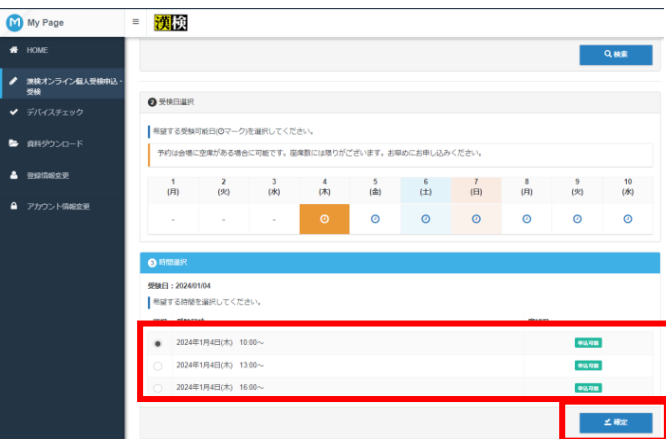 My Page
漢検
HOME
漢検オンライン個人受検申込・
受検
デバイスチェック
資料ダウンロード
登録情報変更
アカウント情報変更
検索
2 受検日選択
希望する受験可能日(マーク)を選択してください。
予約は会場に空席がある場合に可能です。座席数には限りがございます。お早めにお申し込みください。
1 2 3 4 5 6 7 8 9 10
(月) (火) (水) (木) (金) (土) (日) (月) (火) (水)
- - -
3 時間選択
受験日：2024/01/04
希望する時間を選択してください。
2024年1月4日(木) 10:00～ 申込可能
2024年1月4日(木) 13:00～ 申込可能
2024年1月4日(木) 16:00～ 申込可能
確定